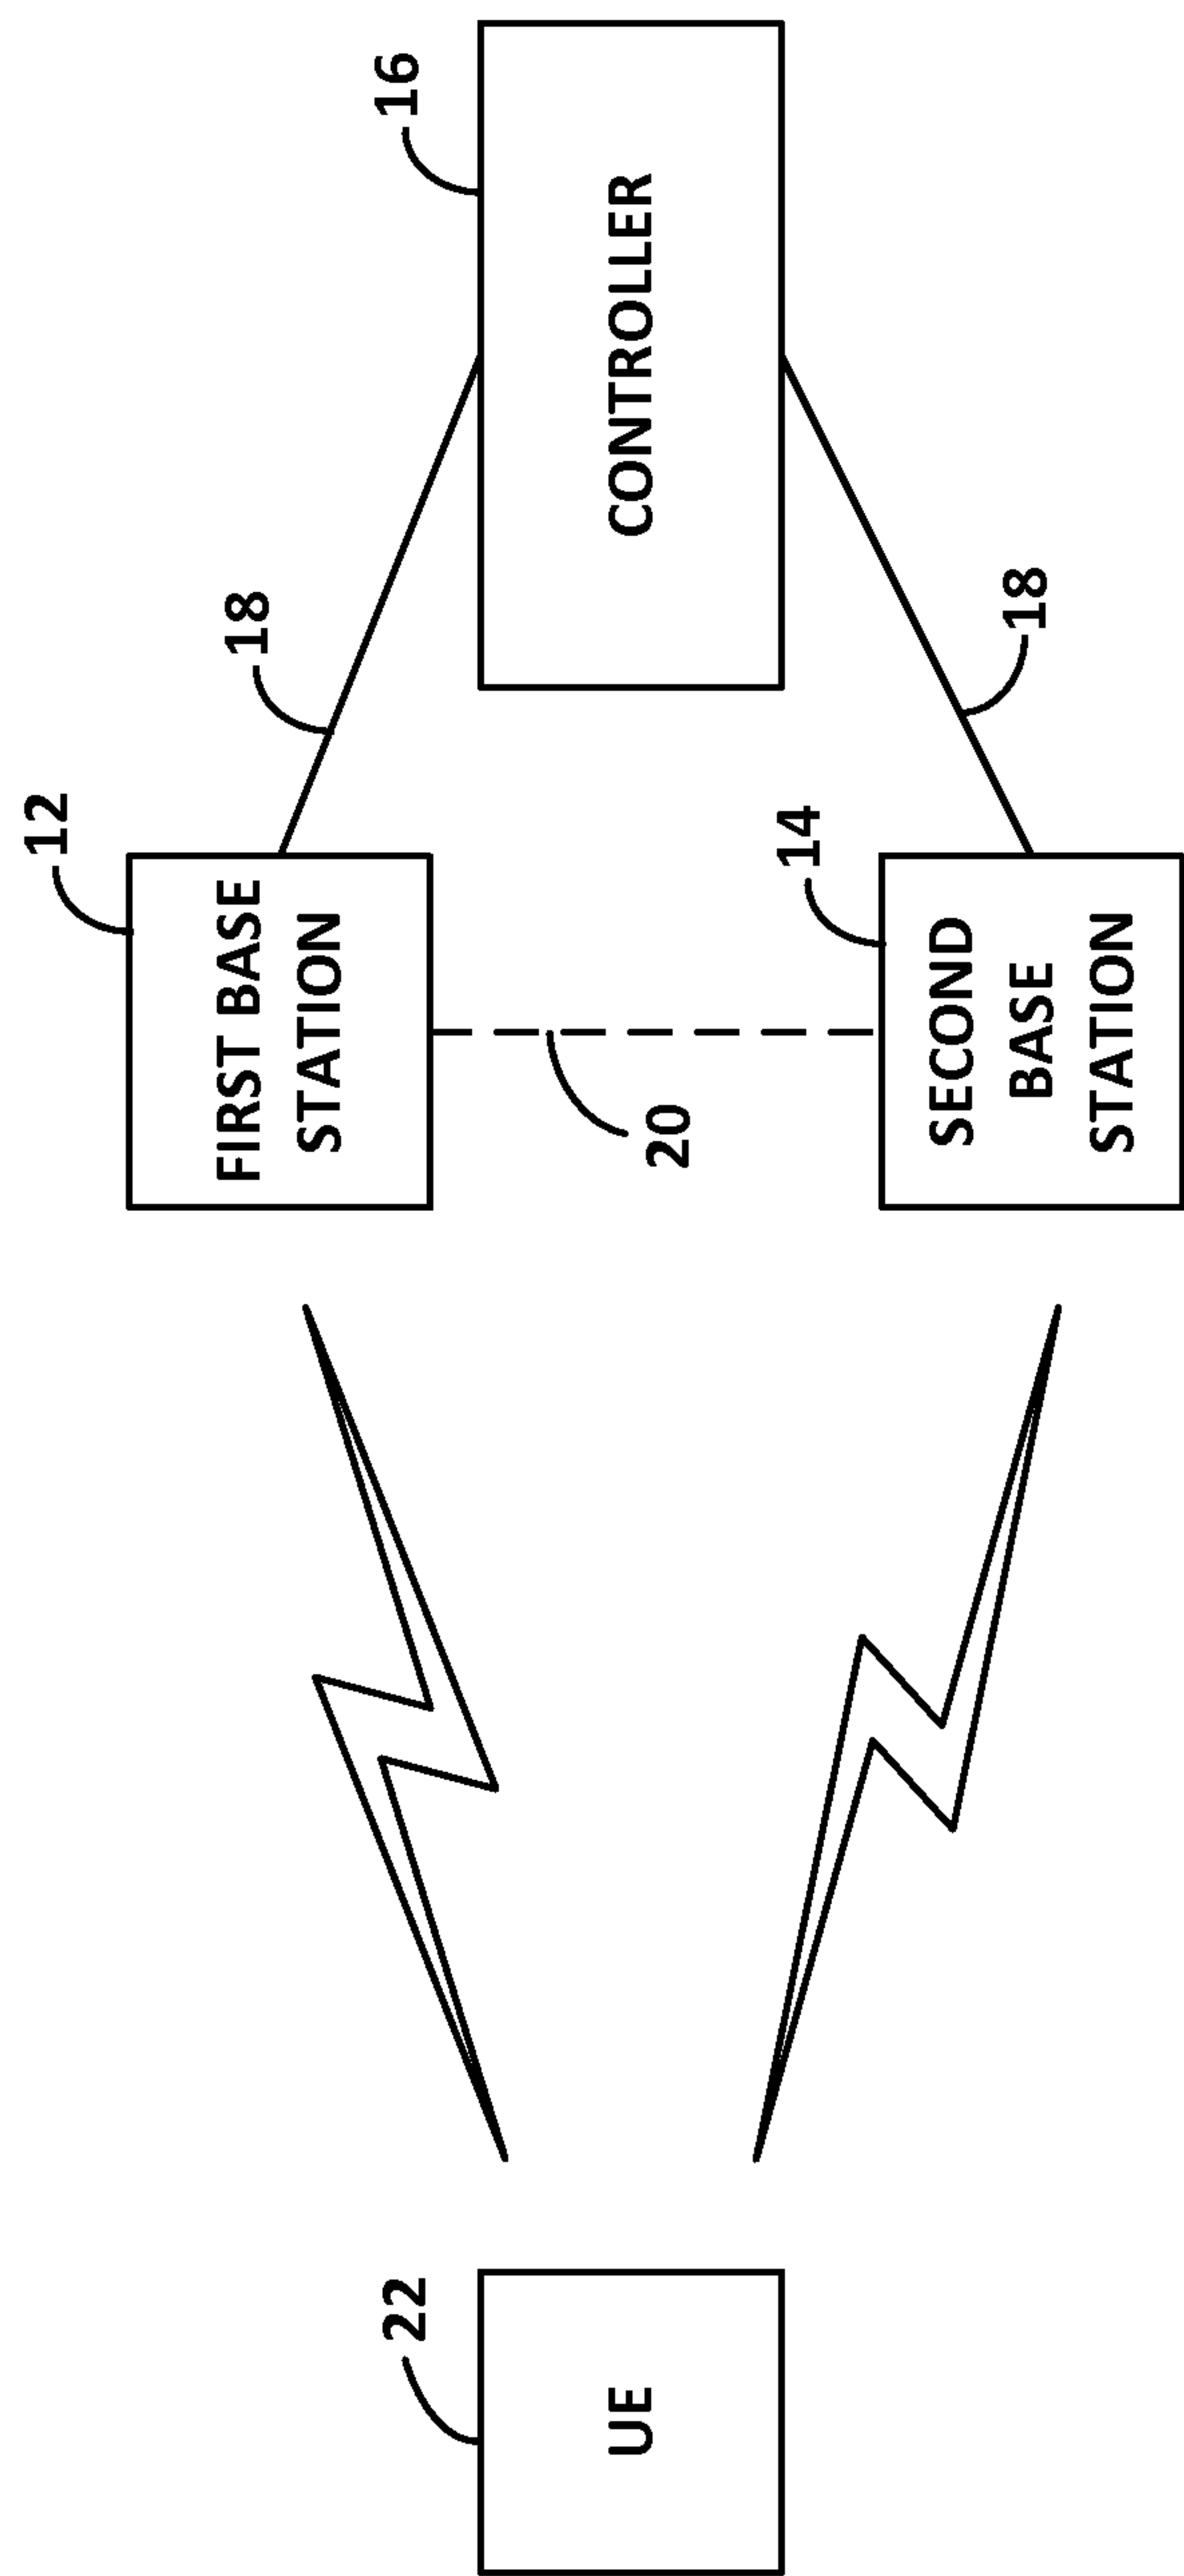 12
FIRST BASE
STATION
18
16
CONTROLLER
22
UE
20
14
SECOND
BASE
STATION
18